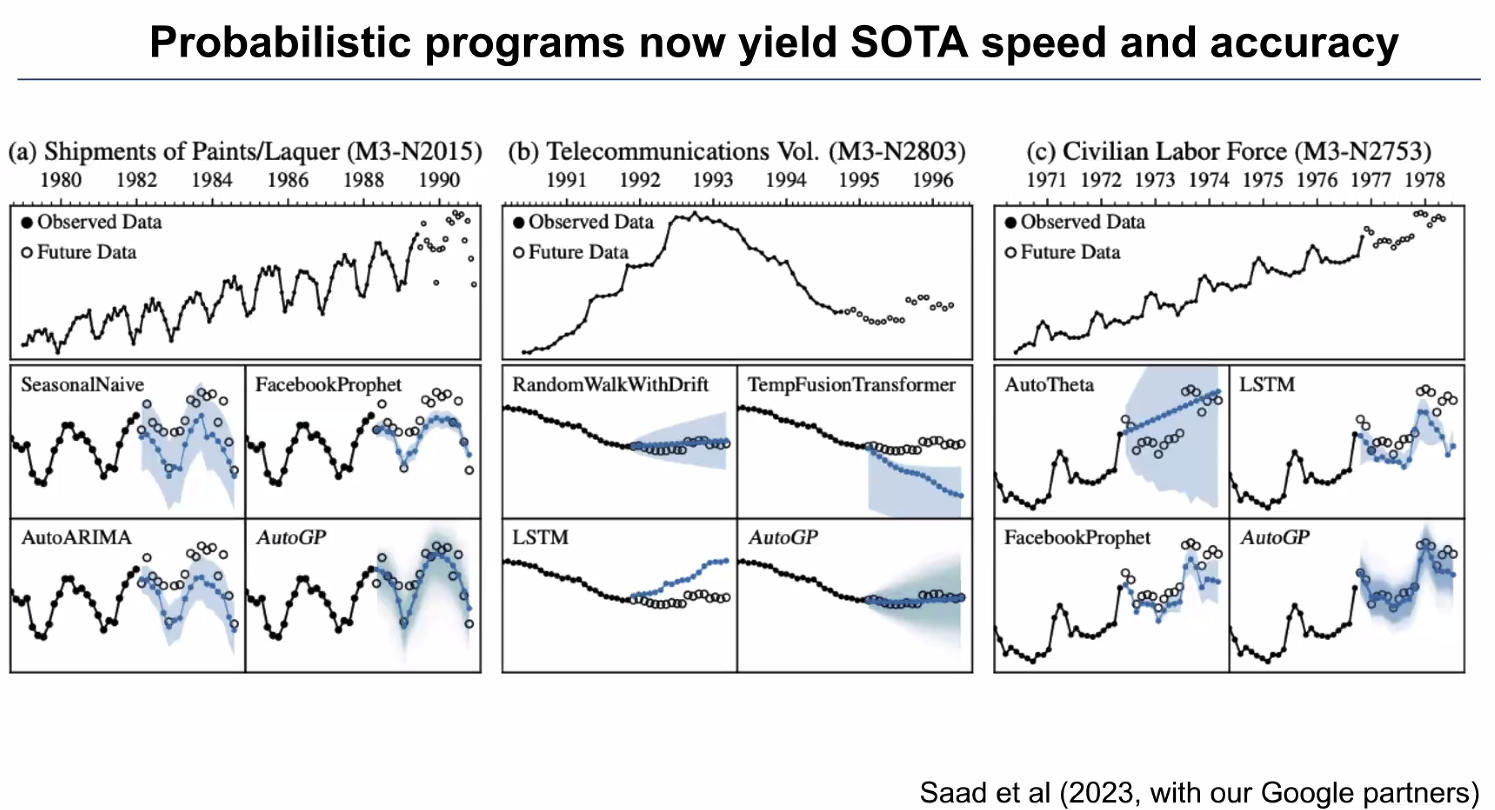 Probabilistic programs now yield SOTA speed and accuracy
(a) Shipments of Paints/Laquer (M3-N2015)
1980 1982 1984 1986 1988 1990
Observed Data
Future Data
SeasonalNaive
FacebookProphet
AutoARIMA
AutoGP
(b) Telecommunications Vol. (M3-N2803)
1991 1992 1993 1994 1995 1996
Observed Data
Future Data
RandomWalkWithDrift
TempFusionTransformer
LSTM
AutoGP
(c) Civilian Labor Force (M3-N2753)
1971 1972 1973 1974 1975 1976 1977 1978
Observed Data
Future Data
AutoTheta
LSTM
FacebookProphet
AutoGP
Saad et al (2023, with our Google partners)